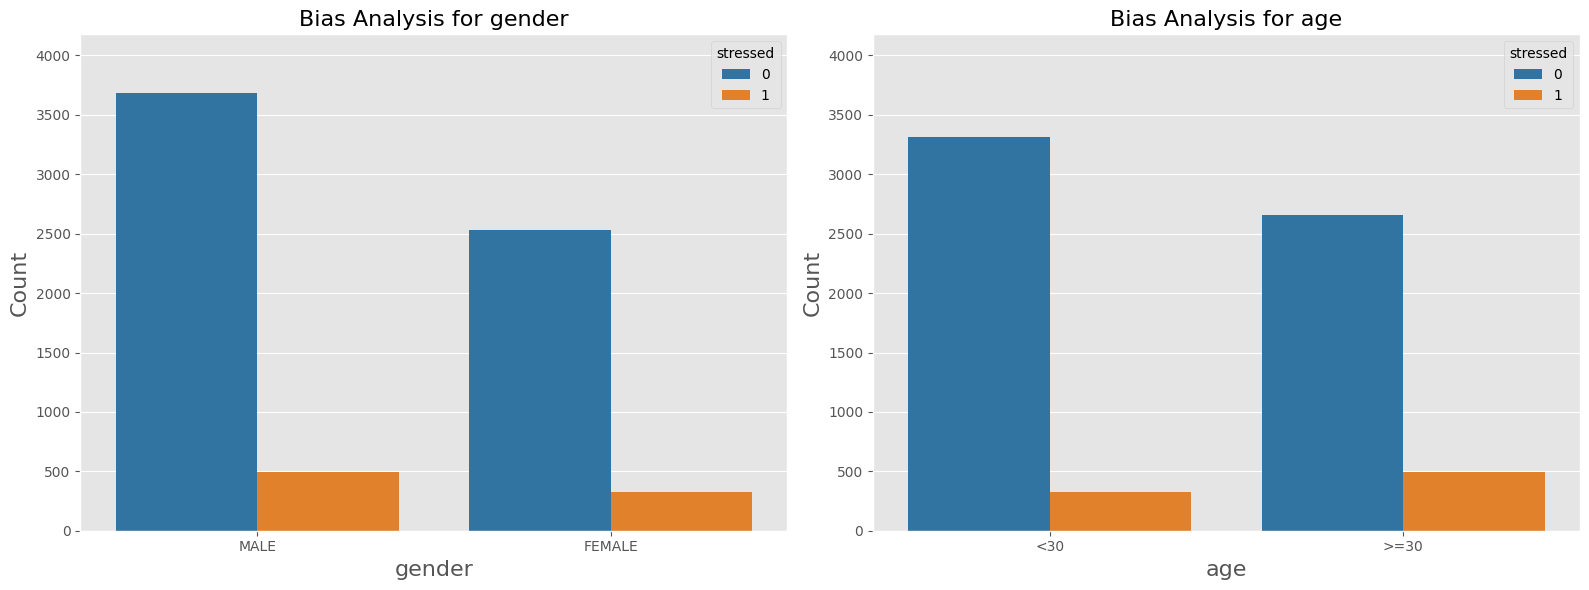 Bias Analysis for gender
4000
3500
3000
2500
2000
1500
1000
500
0
Count
stressed
0
1
MALE
FEMALE
gender
Bias Analysis for age
4000
3500
3000
2500
2000
1500
1000
500
0
Count
stressed
0
1
<30
>=30
age